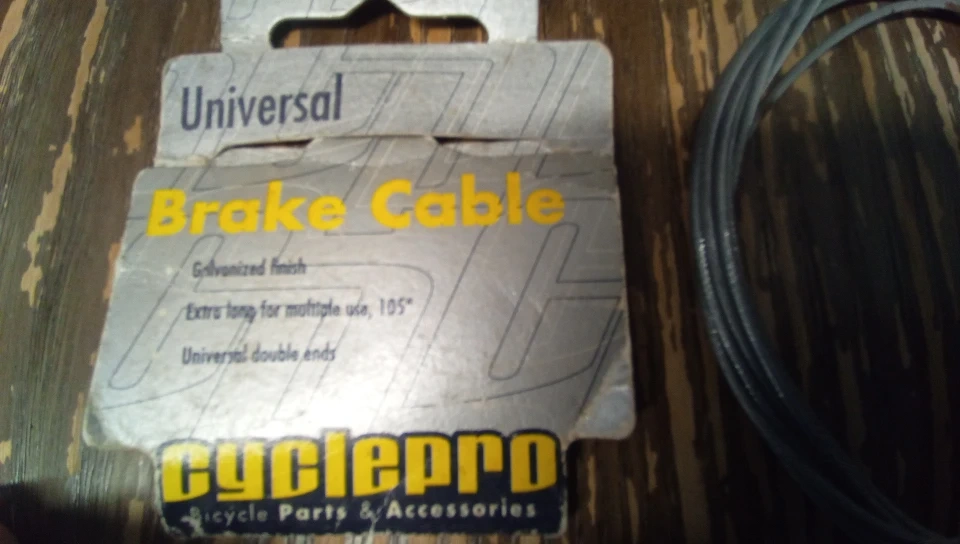 Universal
Brake Cable
Galvanized finish
Extra long for multiple use, 105"
Universal double ends
cyclepro
Bicycle Parts & Accessories